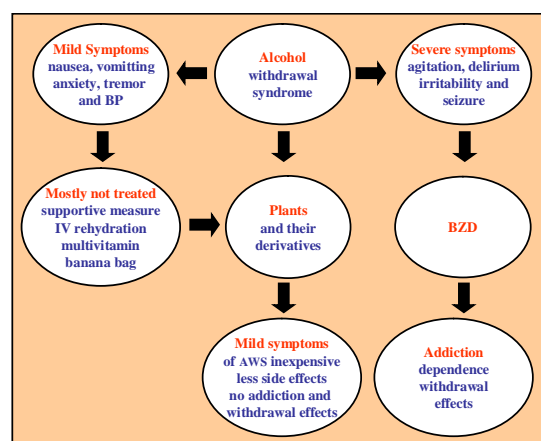 Mild Symptoms
nausea, vomitting
anxiety, tremor
and BP
Alcohol
withdrawal
syndrome
Severe symptoms
agitation, delirium
irritability and
seizure
Mostly not treated
supportive measure
IV rehydration
multivitamin
banana bag
Plants
and their
derivatives
BZD
Mild symptoms
of AWS inexpensive
less side effects
no addiction and
withdrawal effects
Addiction
dependence
withdrawal
effects